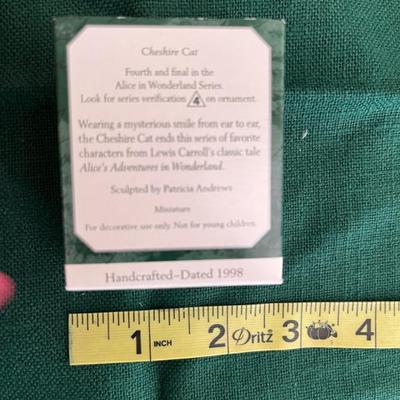 Cheshire Cat
Fourth and final in the
Alice in Wonderland Series.
Look for series verification 4 on ornament.
Wearing a mysterious smile from ear to ear,
the Cheshire Cat ends this series of favorite
characters from Lewis Carroll's classic tale
Alice's Adventures in Wonderland.
Sculpted by Patricia Andrews
Miniature
For decorative use only. Not for young children.
Handcrafted–Dated 1998
1 INCH 2 Dritz® 3 4